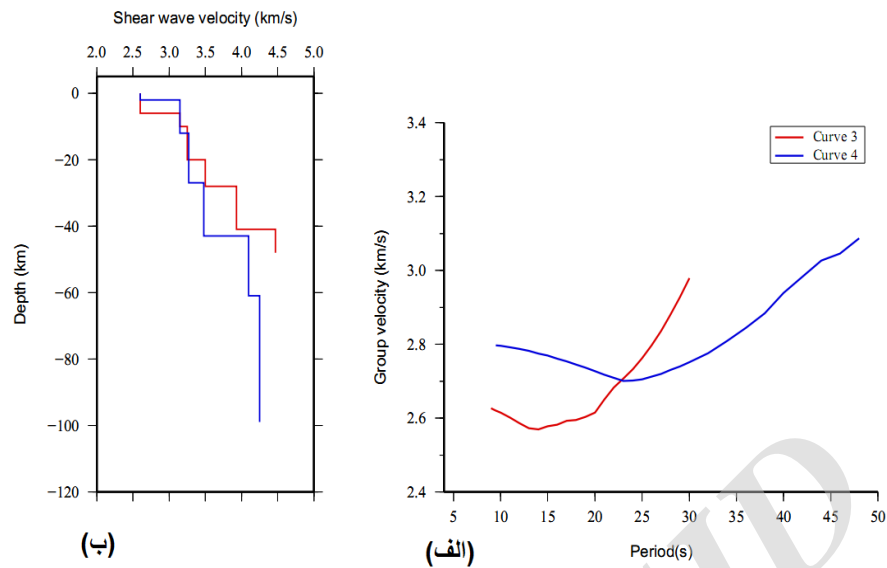 Shear wave velocity (km/s)
2.0 2.5 3.0 3.5 4.0 4.5 5.0
0
−20
−40
−60
−80
−100
−120
Depth (km)
(ب)
3.4
3.2
3.0
2.8
2.6
2.4
Group velocity (km/s)
Curve 3
Curve 4
5 10 15 20 25 30 35 40 45 50
Period(s)
(الف)